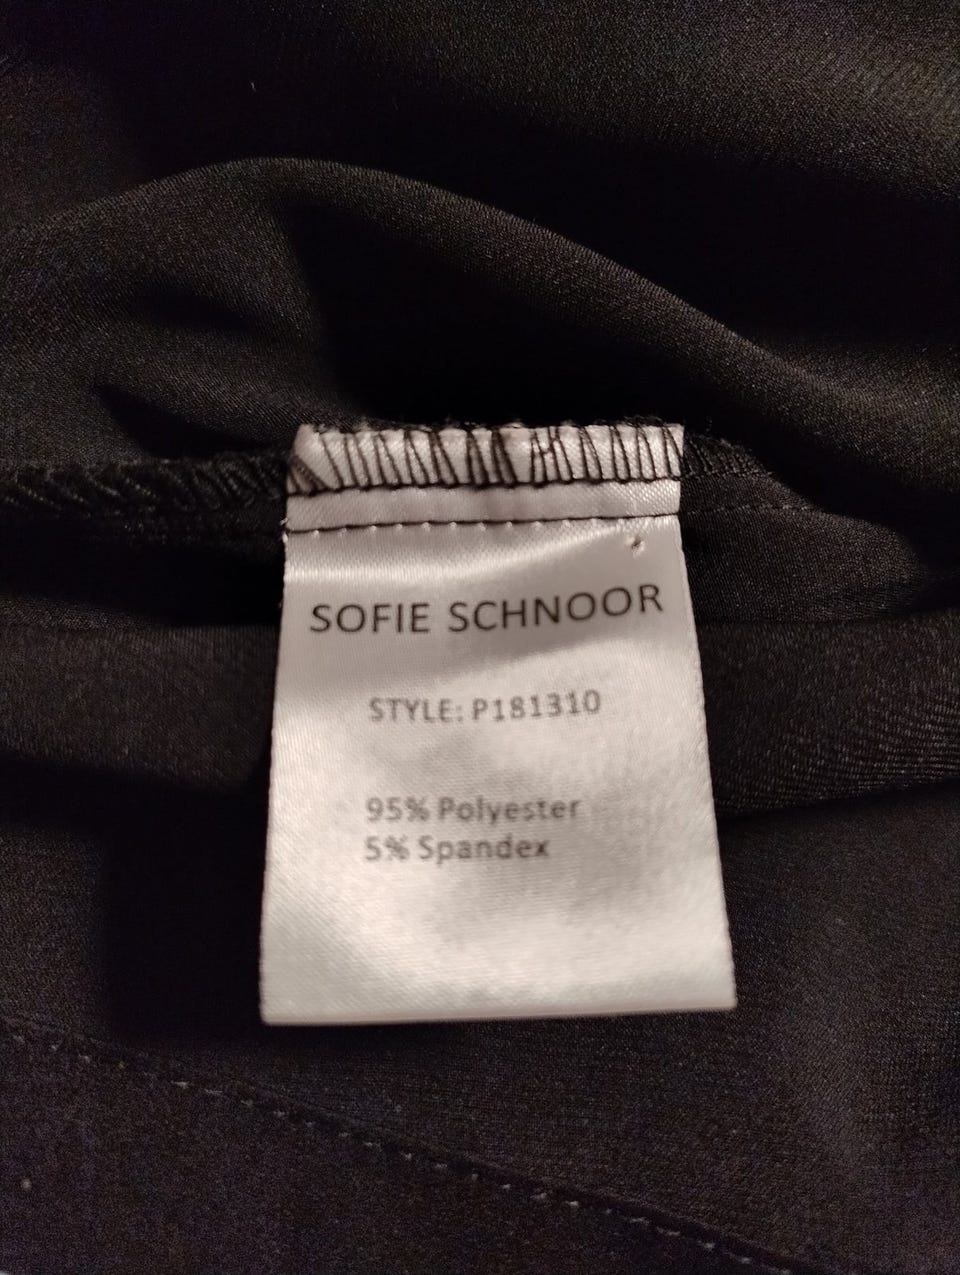 SOFIE SCHNOOR
STYLE: P181310
95% Polyester
5% Spandex